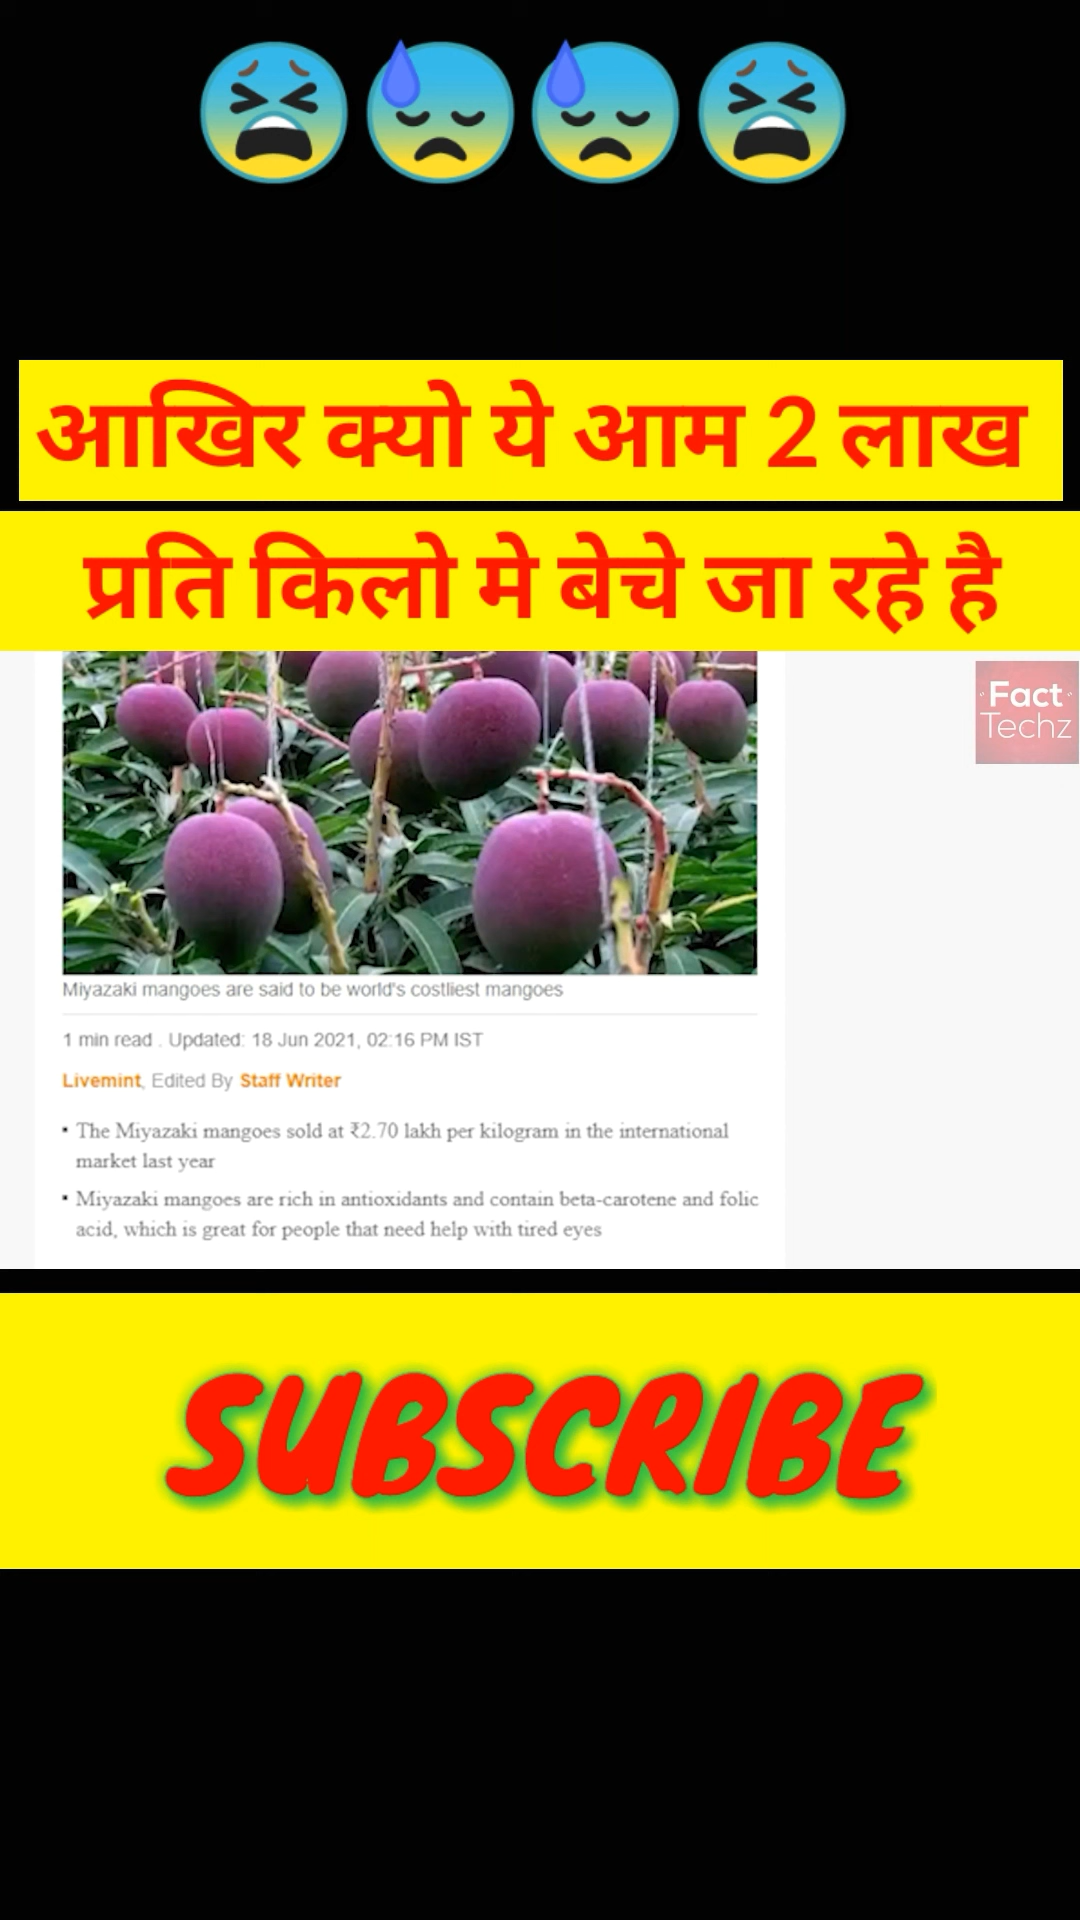 आखिर क्यो ये आम 2 लाख
प्रति किलो मे बेचे जा रहे है
Fact
Techz
Miyazaki mangoes are said to be world's costliest mangoes
1 min read . Updated: 18 Jun 2021, 02:16 PM IST
Livemint, Edited By Staff Writer
▪ The Miyazaki mangoes sold at ₹2.70 lakh per kilogram in the international
market last year
▪ Miyazaki mangoes are rich in antioxidants and contain beta-carotene and folic
acid, which is great for people that need help with tired eyes
SUBSCRIBE